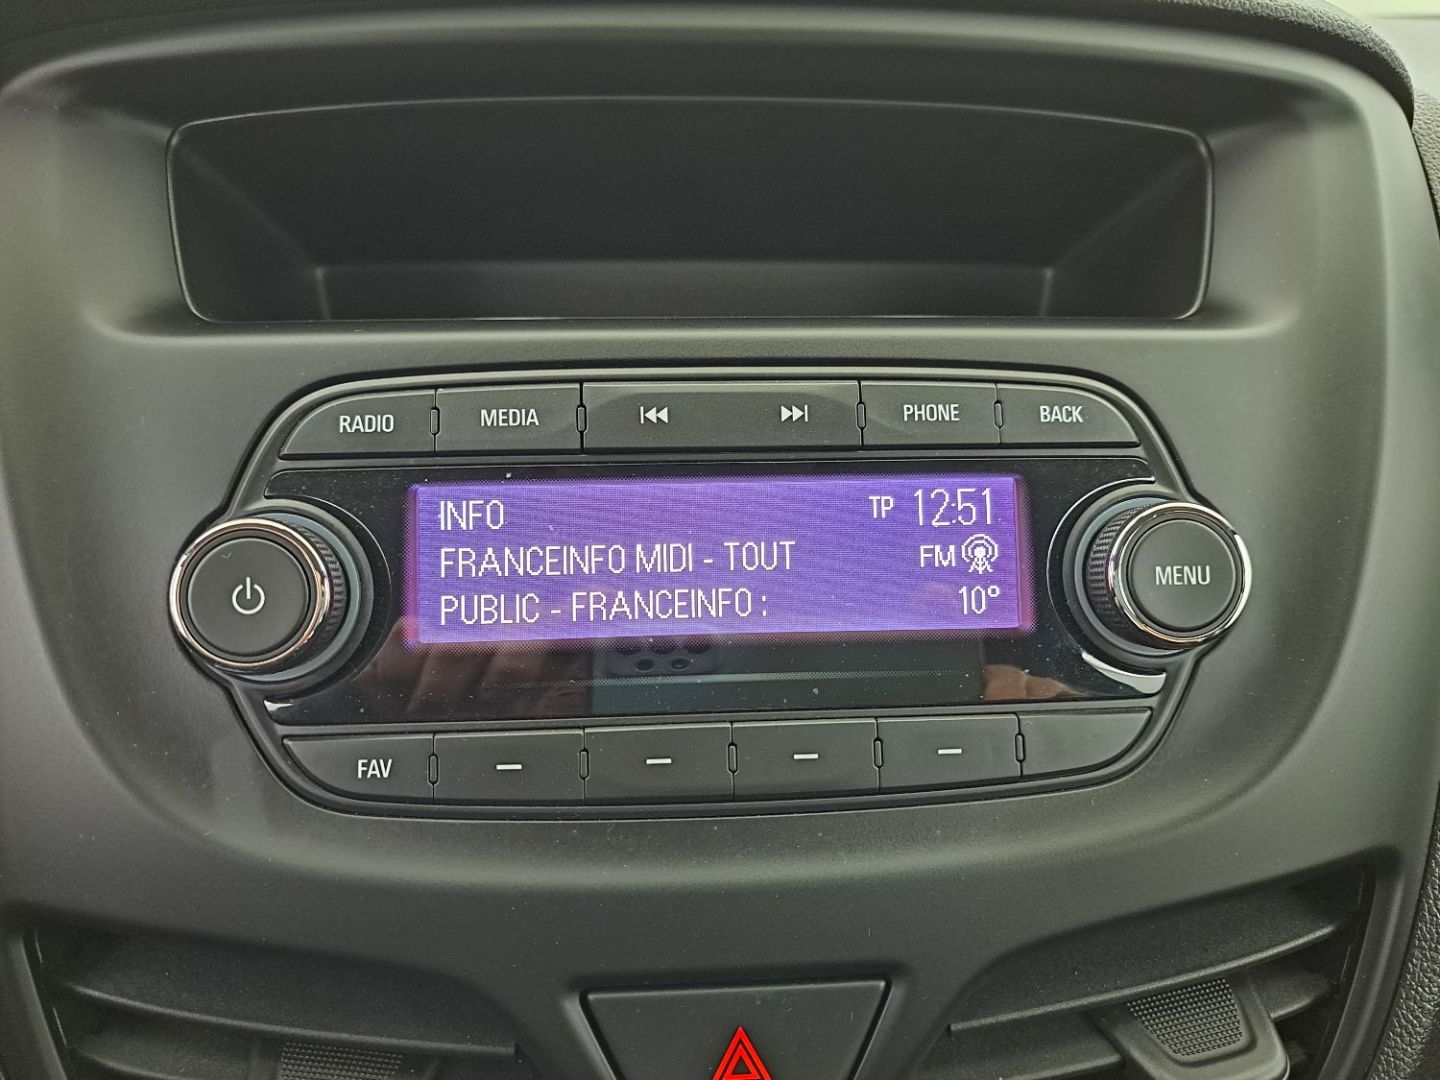 RADIO MEDIA PHONE BACK
INFO TP 12:51
FRANCEINFO MIDI - TOUT FM
PUBLIC - FRANCEINFO : 10°
MENU
FAV